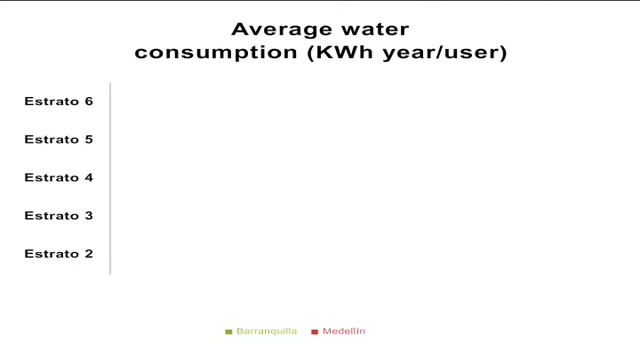 Average water
consumption (KWh year/user)
Estrato 6
Estrato 5
Estrato 4
Estrato 3
Estrato 2
Barranquilla Medellín